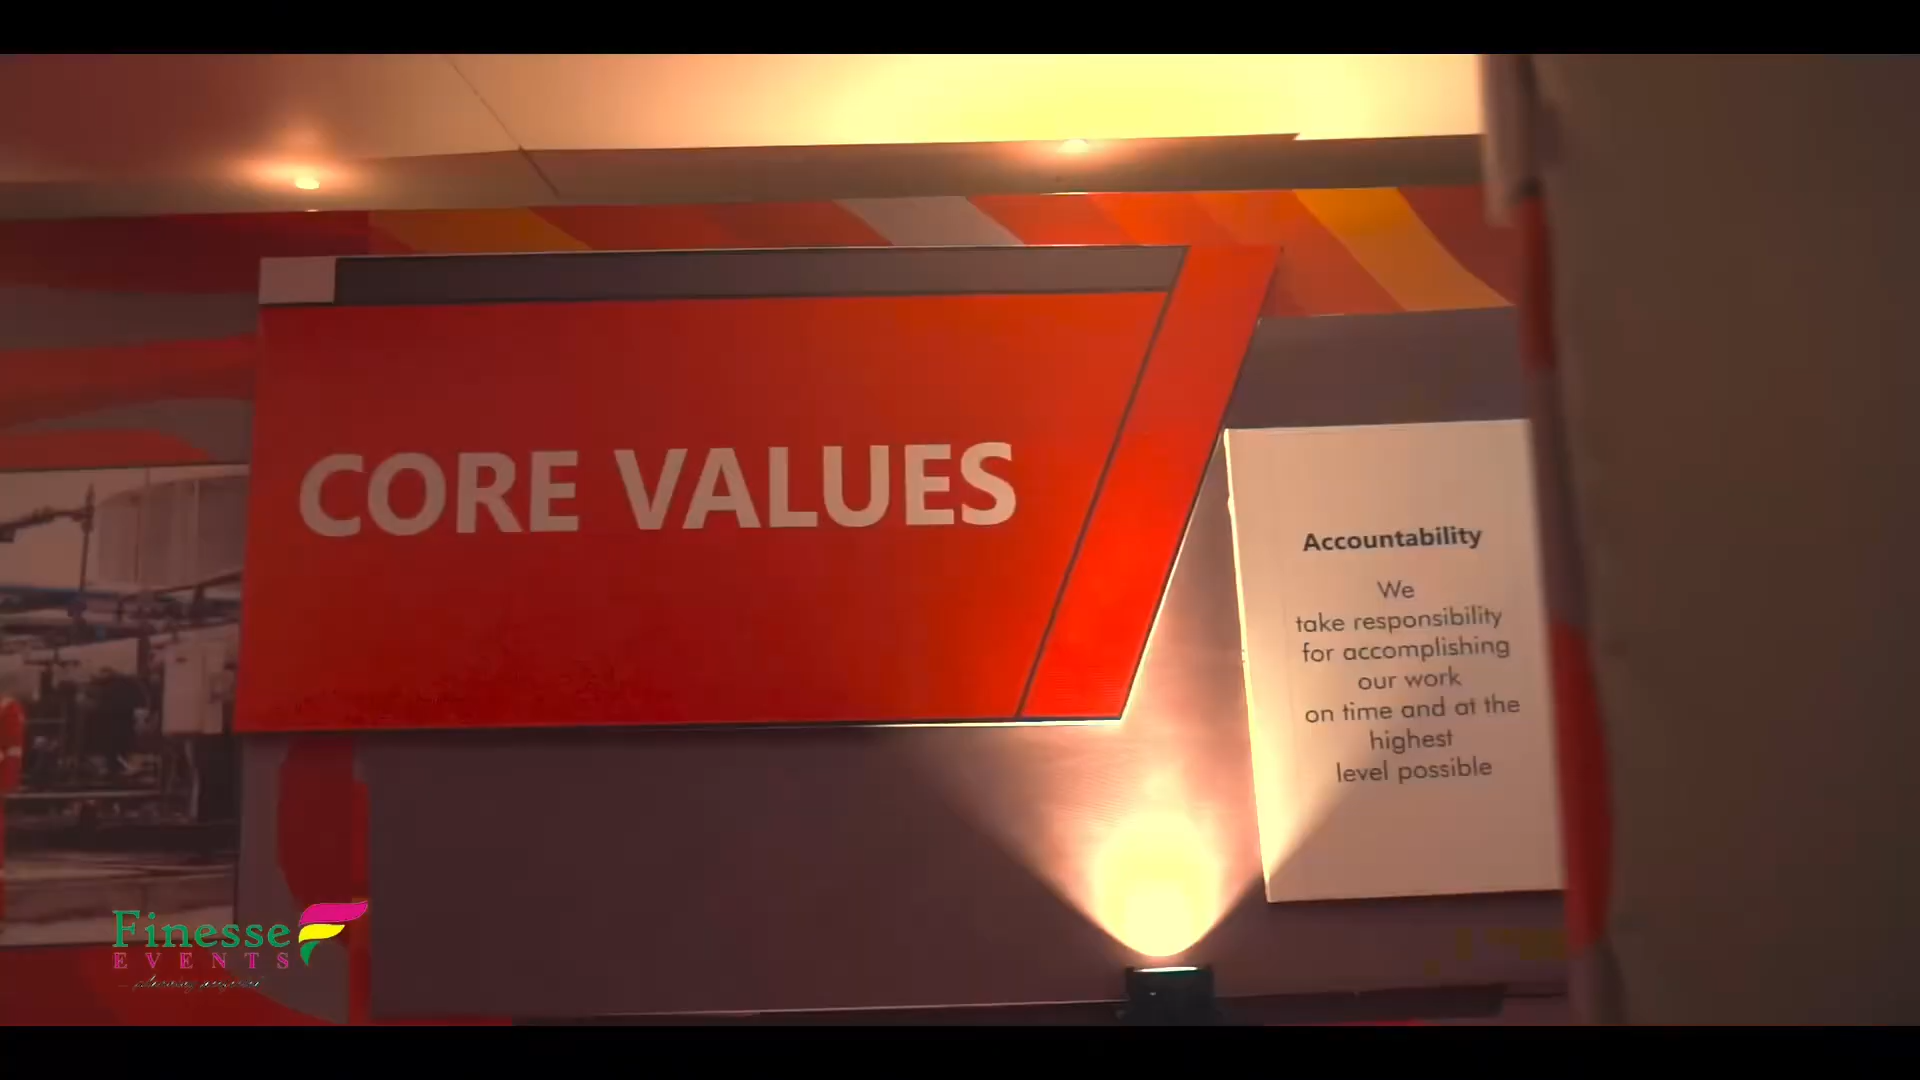 CORE VALUES
Accountability
We
take responsibility
for accomplishing
our work
on time and at the
highest
level possible
Finesse
EVENTS